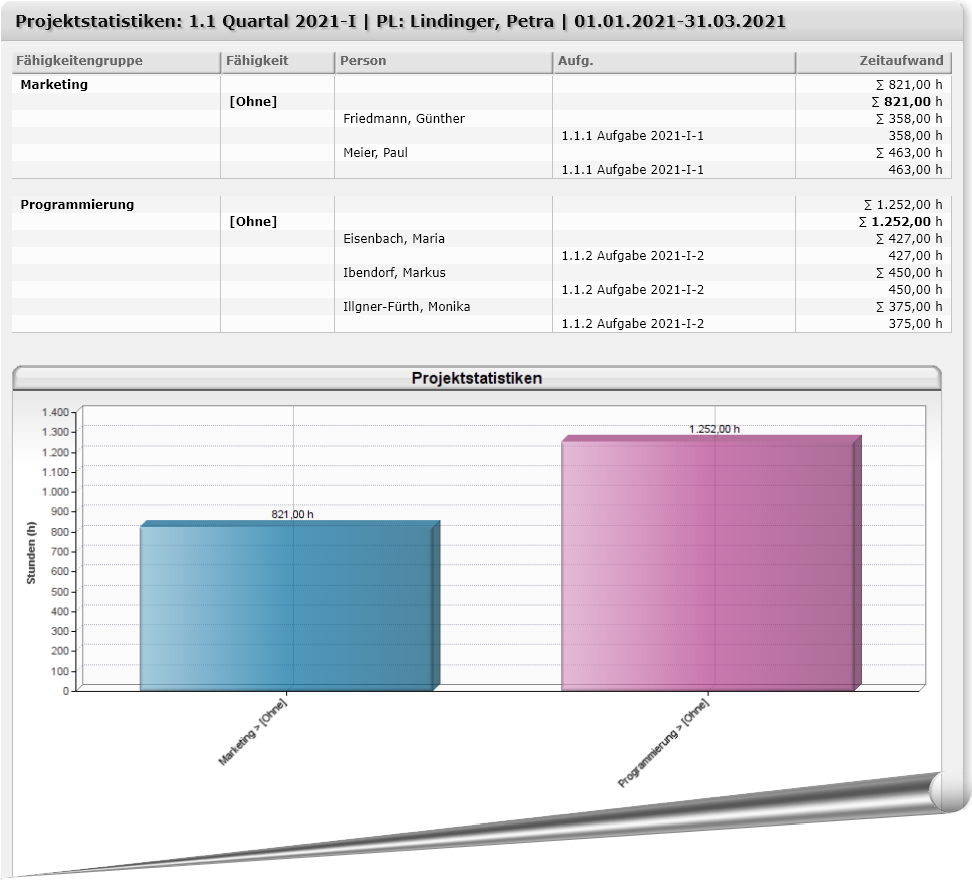 Projektstatistiken: 1.1 Quartal 2021-I | PL: Lindinger, Petra | 01.01.2021-31.03.2021
Fähigkeitengruppe Fähigkeit Person Aufg. Zeitaufwand
Marketing ∑ 821,00 h
[Ohne] ∑ 821,00 h
Friedmann, Günther ∑ 358,00 h
1.1.1 Aufgabe 2021-I-1 358,00 h
Meier, Paul ∑ 463,00 h
1.1.1 Aufgabe 2021-I-1 463,00 h
Programmierung ∑ 1.252,00 h
[Ohne] ∑ 1.252,00 h
Eisenbach, Maria ∑ 427,00 h
1.1.2 Aufgabe 2021-I-2 427,00 h
Ibendorf, Markus ∑ 450,00 h
1.1.2 Aufgabe 2021-I-2 450,00 h
Illgner-Fürth, Monika ∑ 375,00 h
1.1.2 Aufgabe 2021-I-2 375,00 h
Projektstatistiken
Stunden (h)
1.400
1.300
1.200
1.100
1.000
900
800
700
600
500
400
300
200
100
0
821,00 h
1.252,00 h
Marketing > [Ohne]
Programmierung > [Ohne]